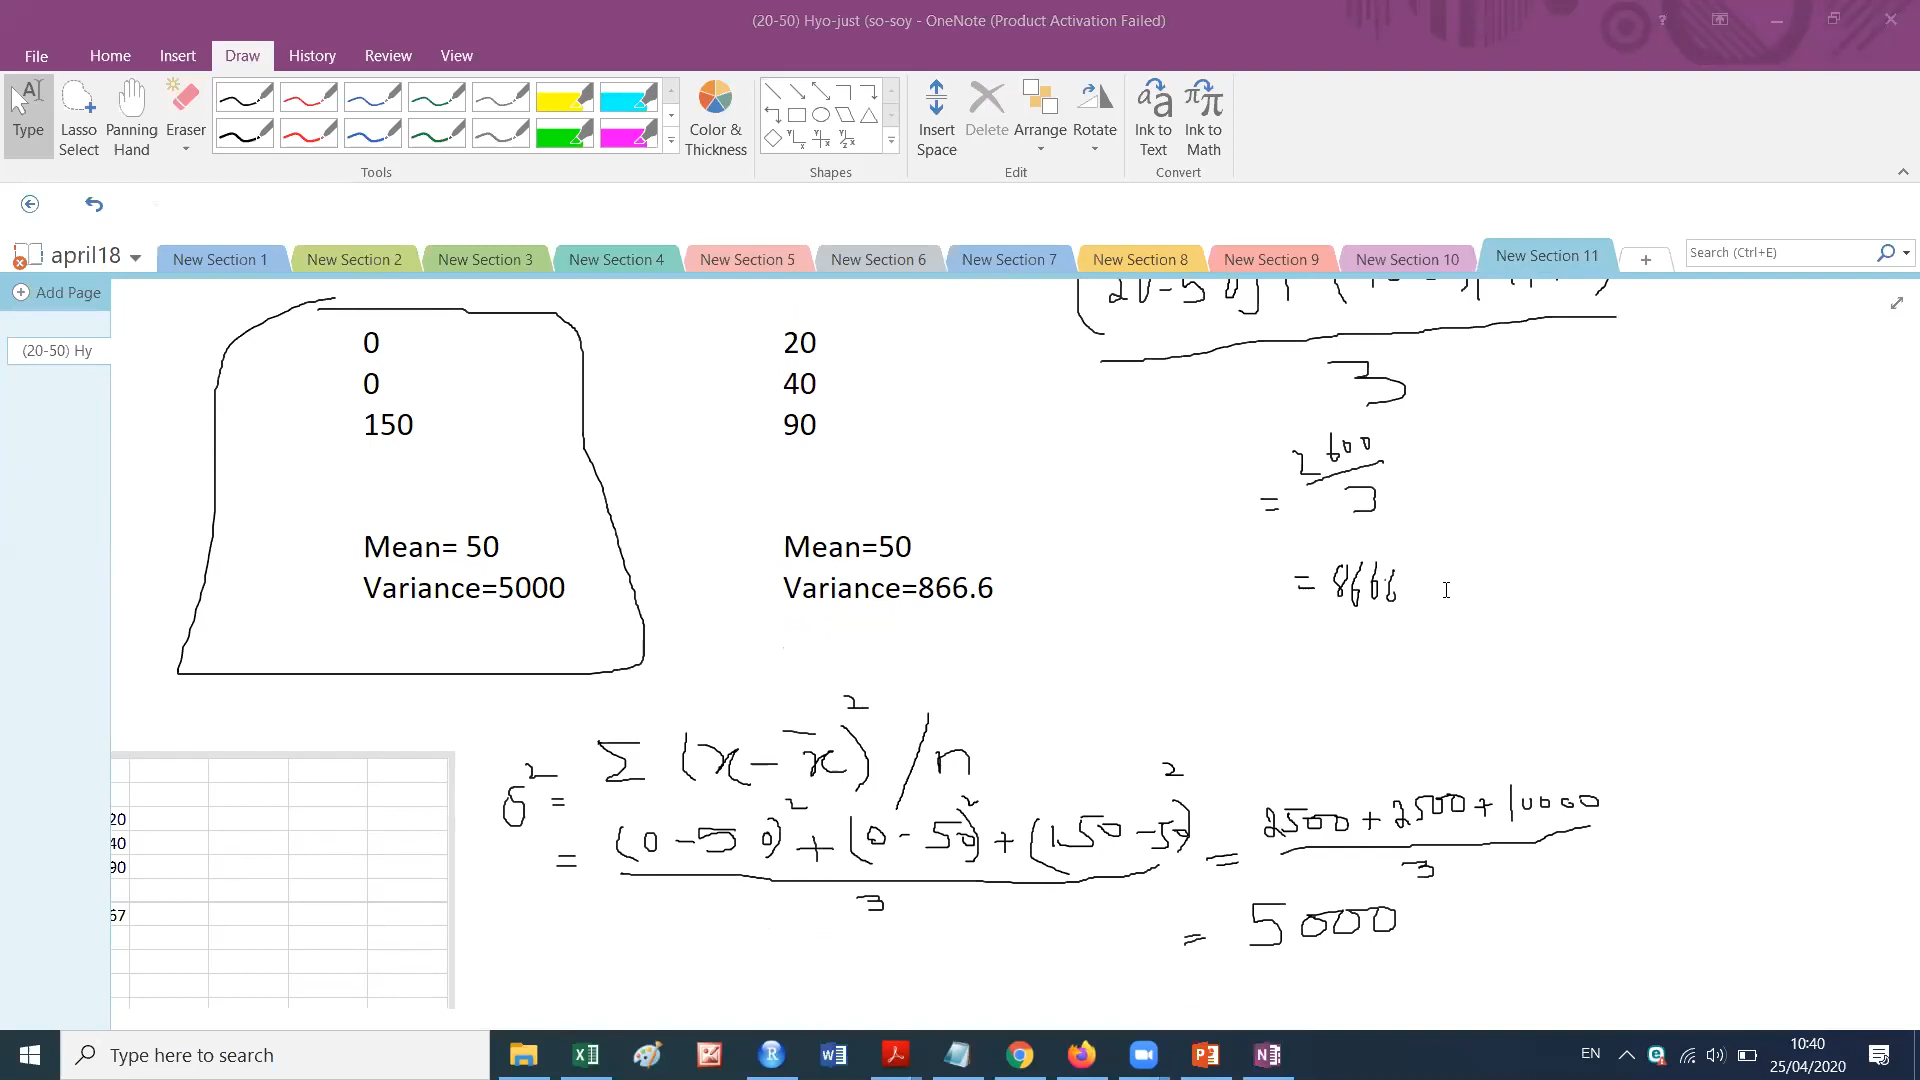 (20-50) Hyo-just (so-soy - OneNote (Product Activation Failed)
File Home Insert Draw History Review View
Type
Lasso Select
Panning Hand
Eraser
Color & Thickness
Insert Space
Delete
Arrange
Rotate
Ink to Text
Ink to Math
Tools
Shapes
Edit
Convert
april18
New Section 1
New Section 2
New Section 3
New Section 4
New Section 5
New Section 6
New Section 7
New Section 8
New Section 9
New Section 10
New Section 11
Search (Ctrl+E)
Add Page
(20-50) Hy
0
0
150
Mean= 50
Variance=5000
20
40
90
Mean=50
Variance=866.6
3
= 2600
3
= 8666
σ² = Σ (x - x̄)² / n
= (0-50)² + (0-50)² + (150-50)² = 2500 + 2500 + 10000
3 3
= 5000
20
40
90
67
Type here to search
EN
10:40
25/04/2020